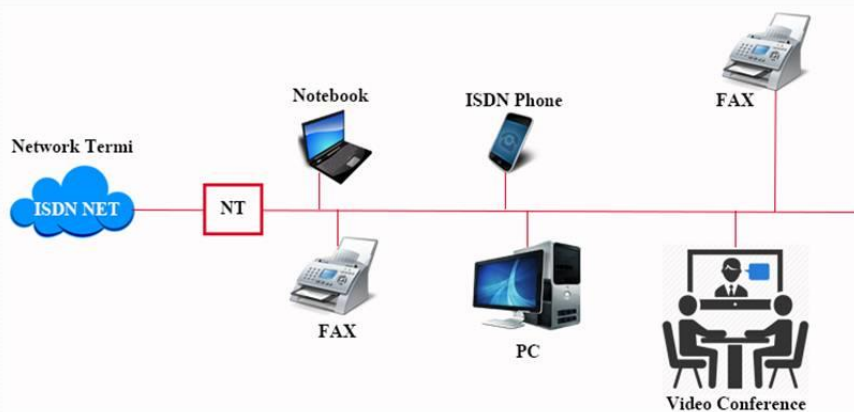 Notebook
ISDN Phone
FAX
Network Termi
ISDN NET
NT
FAX
PC
Video Conference